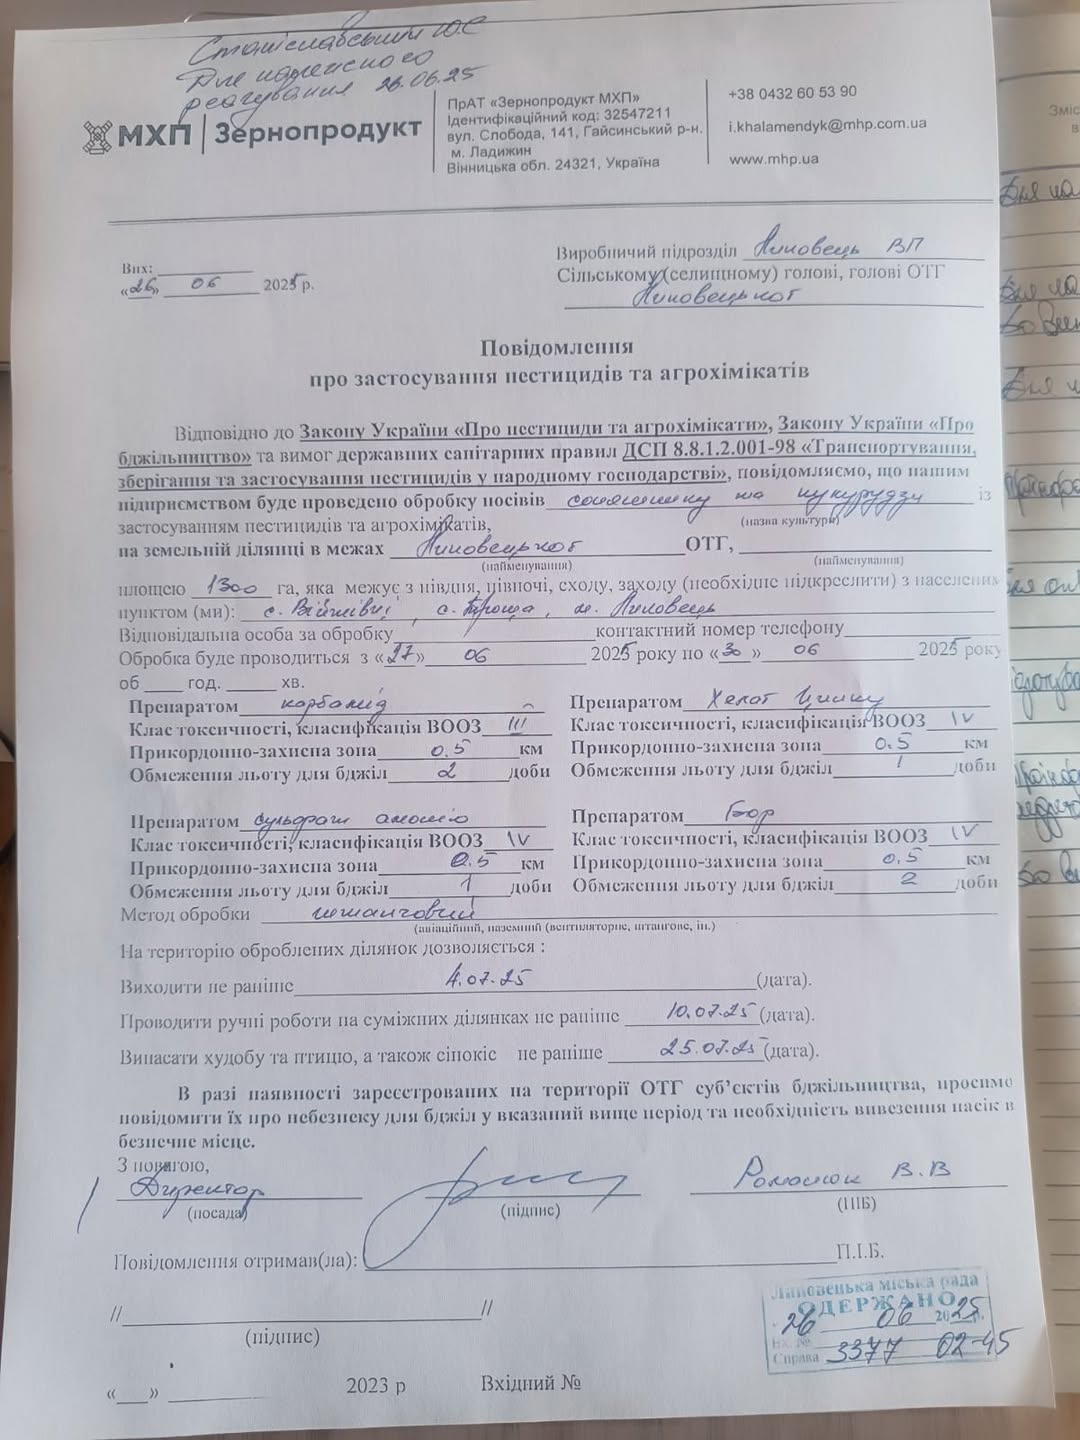 Станіславський Ю.С
Для належного
реагування 26.06.25
МХП Зернопродукт
ПрАТ «Зернопродукт МХП»
Ідентифікаційний код: 32547211
вул. Слобода, 141, Гайсинський р-н.
м. Ладижин
Вінницька обл. 24321, Україна
+38 0432 60 53 90
i.khalamendyk@mhp.com.ua
www.mhp.ua
Вих:
«26» 06 2025 р.
Виробничий підрозділ Липовець ВП
Сільському (селищному) голові, голові ОТГ
Липовецької
Повідомлення
про застосування пестицидів та агрохімікатів
Відповідно до Закону України «Про пестициди та агрохімікати», Закону України «Про
бджільництво» та вимог державних санітарних правил ДСП 8.8.1.2.001-98 «Транспортування,
зберігання та застосування пестицидів у народному господарстві», повідомляємо, що нашим
підприємством буде проведено обробку посівів соняшнику та кукурудзи із
(назва культури)
застосуванням пестицидів та агрохімікатів,
на земельній ділянці в межах Липовецької ОТГ,
(найменування) (найменування)
площею 1300 га, яка межує з півдня, півночі, сходу, заходу (необхідне підкреслити) з населеним
пунктом (ми): с. Війтівці, с. Троща, м. Липовець
Відповідальна особа за обробку контактний номер телефону
Обробка буде проводиться з «27» 06 2025 року по «30» 06 2025 року
об год. хв.
Препаратом карбамід Препаратом Хелат Цинку
Клас токсичності, класифікація ВООЗ III Клас токсичності, класифікація ВООЗ IV
Прикордонно-захисна зона 0.5 км Прикордонно-захисна зона 0.5 км
Обмеження льоту для бджіл 2 доби Обмеження льоту для бджіл 1 доби
Препаратом сульфати амонію Препаратом Бор
Клас токсичності, класифікація ВООЗ IV Клас токсичності, класифікація ВООЗ IV
Прикордонно-захисна зона 0.5 км Прикордонно-захисна зона 0.5 км
Обмеження льоту для бджіл 1 доби Обмеження льоту для бджіл 2 доби
Метод обробки штанговий
(авіаційний, наземний (вентиляторне, штангове, ін.)
На територію оброблених ділянок дозволяється :
Виходити не раніше 4.07.25 (дата).
Проводити ручні роботи на суміжних ділянках не раніше 10.07.25 (дата).
Випасати худобу та птицю, а також сінокіс не раніше 25.07.25 (дата).
В разі наявності зареєстрованих на території ОТГ суб’єктів бджільництва, просимо
повідомити їх про небезпеку для бджіл у вказаний вище період та необхідність вивезення пасік в
безпечне місце.
З повагою,
Директор Романюк В.В
(посада) (підпис) (ПІБ)
Повідомлення отримав(ла): П.І.Б.
// //
(підпис)
Липовецька міська рада
ОДЕРЖАНО
26 06 2025 р.
Вх. №
Справа 3377 02-45
«__» 2023 р Вхідний №